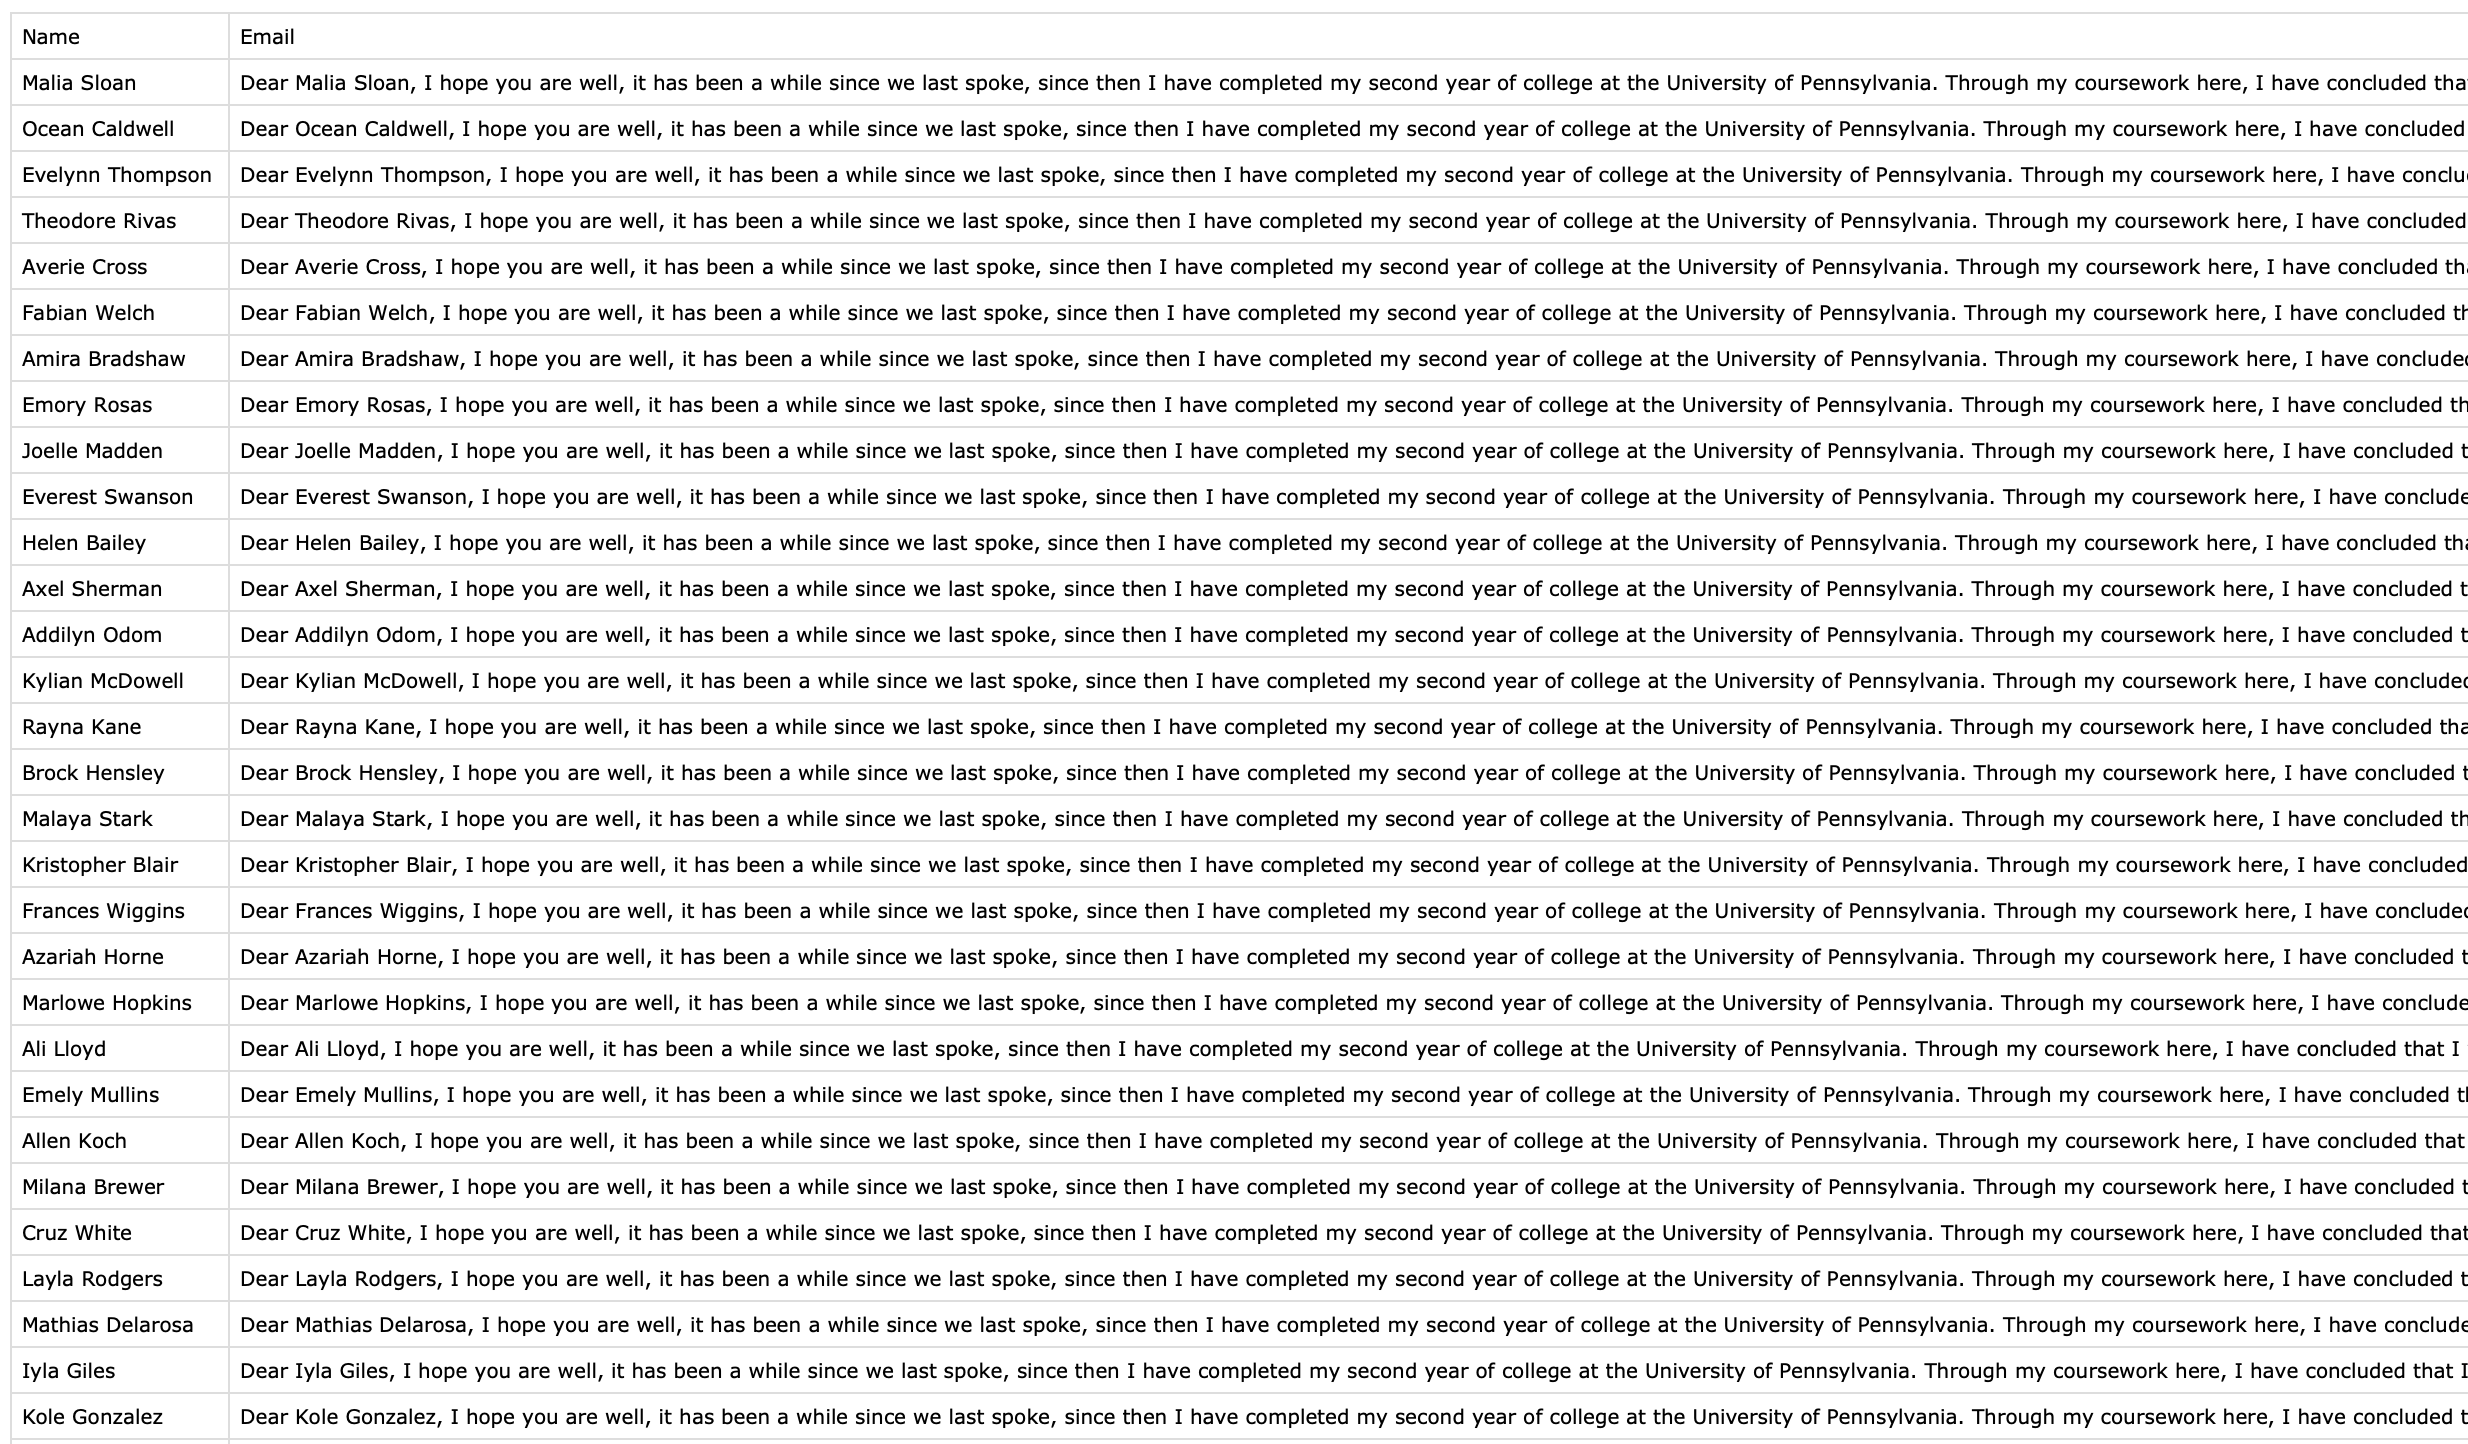 Name Email
Malia Sloan Dear Malia Sloan, I hope you are well, it has been a while since we last spoke, since then I have completed my second year of college at the University of Pennsylvania. Through my coursework here, I have concluded
Ocean Caldwell Dear Ocean Caldwell, I hope you are well, it has been a while since we last spoke, since then I have completed my second year of college at the University of Pennsylvania. Through my coursework here, I have concluded
Evelynn Thompson Dear Evelynn Thompson, I hope you are well, it has been a while since we last spoke, since then I have completed my second year of college at the University of Pennsylvania. Through my coursework here, I have
Theodore Rivas Dear Theodore Rivas, I hope you are well, it has been a while since we last spoke, since then I have completed my second year of college at the University of Pennsylvania. Through my coursework here, I have concluded
Averie Cross Dear Averie Cross, I hope you are well, it has been a while since we last spoke, since then I have completed my second year of college at the University of Pennsylvania. Through my coursework here, I have concluded
Fabian Welch Dear Fabian Welch, I hope you are well, it has been a while since we last spoke, since then I have completed my second year of college at the University of Pennsylvania. Through my coursework here, I have concluded
Amira Bradshaw Dear Amira Bradshaw, I hope you are well, it has been a while since we last spoke, since then I have completed my second year of college at the University of Pennsylvania. Through my coursework here, I have concluded
Emory Rosas Dear Emory Rosas, I hope you are well, it has been a while since we last spoke, since then I have completed my second year of college at the University of Pennsylvania. Through my coursework here, I have concluded
Joelle Madden Dear Joelle Madden, I hope you are well, it has been a while since we last spoke, since then I have completed my second year of college at the University of Pennsylvania. Through my coursework here, I have concluded
Everest Swanson Dear Everest Swanson, I hope you are well, it has been a while since we last spoke, since then I have completed my second year of college at the University of Pennsylvania. Through my coursework here, I have
Helen Bailey Dear Helen Bailey, I hope you are well, it has been a while since we last spoke, since then I have completed my second year of college at the University of Pennsylvania. Through my coursework here, I have concluded
Axel Sherman Dear Axel Sherman, I hope you are well, it has been a while since we last spoke, since then I have completed my second year of college at the University of Pennsylvania. Through my coursework here, I have concluded
Addilyn Odom Dear Addilyn Odom, I hope you are well, it has been a while since we last spoke, since then I have completed my second year of college at the University of Pennsylvania. Through my coursework here, I have concluded
Kylian McDowell Dear Kylian McDowell, I hope you are well, it has been a while since we last spoke, since then I have completed my second year of college at the University of Pennsylvania. Through my coursework here, I have concluded
Rayna Kane Dear Rayna Kane, I hope you are well, it has been a while since we last spoke, since then I have completed my second year of college at the University of Pennsylvania. Through my coursework here, I have concluded
Brock Hensley Dear Brock Hensley, I hope you are well, it has been a while since we last spoke, since then I have completed my second year of college at the University of Pennsylvania. Through my coursework here, I have concluded
Malaya Stark Dear Malaya Stark, I hope you are well, it has been a while since we last spoke, since then I have completed my second year of college at the University of Pennsylvania. Through my coursework here, I have concluded
Kristopher Blair Dear Kristopher Blair, I hope you are well, it has been a while since we last spoke, since then I have completed my second year of college at the University of Pennsylvania. Through my coursework here, I have concluded
Frances Wiggins Dear Frances Wiggins, I hope you are well, it has been a while since we last spoke, since then I have completed my second year of college at the University of Pennsylvania. Through my coursework here, I have concluded
Azariah Horne Dear Azariah Horne, I hope you are well, it has been a while since we last spoke, since then I have completed my second year of college at the University of Pennsylvania. Through my coursework here, I have concluded
Marlowe Hopkins Dear Marlowe Hopkins, I hope you are well, it has been a while since we last spoke, since then I have completed my second year of college at the University of Pennsylvania. Through my coursework here, I have
Ali Lloyd Dear Ali Lloyd, I hope you are well, it has been a while since we last spoke, since then I have completed my second year of college at the University of Pennsylvania. Through my coursework here, I have concluded that I
Emely Mullins Dear Emely Mullins, I hope you are well, it has been a while since we last spoke, since then I have completed my second year of college at the University of Pennsylvania. Through my coursework here, I have concluded
Allen Koch Dear Allen Koch, I hope you are well, it has been a while since we last spoke, since then I have completed my second year of college at the University of Pennsylvania. Through my coursework here, I have concluded that
Milana Brewer Dear Milana Brewer, I hope you are well, it has been a while since we last spoke, since then I have completed my second year of college at the University of Pennsylvania. Through my coursework here, I have concluded
Cruz White Dear Cruz White, I hope you are well, it has been a while since we last spoke, since then I have completed my second year of college at the University of Pennsylvania. Through my coursework here, I have concluded that
Layla Rodgers Dear Layla Rodgers, I hope you are well, it has been a while since we last spoke, since then I have completed my second year of college at the University of Pennsylvania. Through my coursework here, I have concluded
Mathias Delarosa Dear Mathias Delarosa, I hope you are well, it has been a while since we last spoke, since then I have completed my second year of college at the University of Pennsylvania. Through my coursework here, I have
Iyla Giles Dear Iyla Giles, I hope you are well, it has been a while since we last spoke, since then I have completed my second year of college at the University of Pennsylvania. Through my coursework here, I have concluded that I
Kole Gonzalez Dear Kole Gonzalez, I hope you are well, it has been a while since we last spoke, since then I have completed my second year of college at the University of Pennsylvania. Through my coursework here, I have concluded